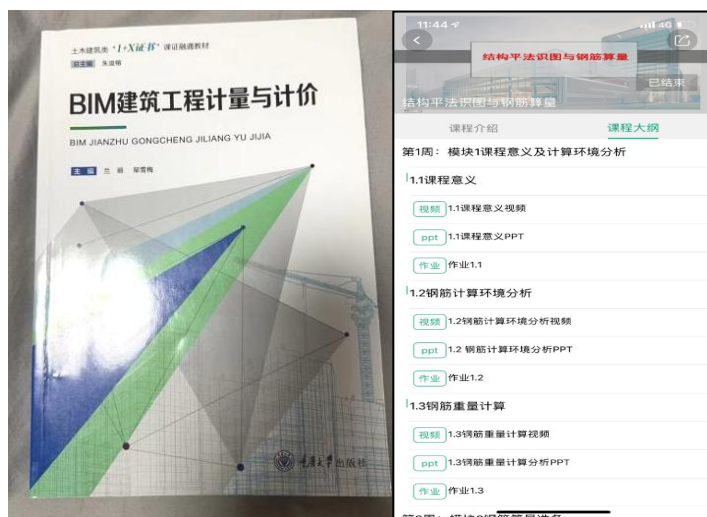 土木建筑类“1+X证书”课证融通教材
总主编 朱溢镕
BIM建筑工程计量与计价
BIM JIANZHU GONGCHENG JILIANG YU JIJIA
主编 兰丽 邹雪梅
重庆大学出版社
11:44
4G
结构平法识图与钢筋算量
已结束
结构平法识图与钢筋算量
课程介绍
课程大纲
第1周：模块1课程意义及计算环境分析
1.1课程意义
视频 1.1课程意义视频
ppt 1.1课程意义PPT
作业 作业1.1
1.2钢筋计算环境分析
视频 1.2钢筋计算环境分析视频
ppt 1.2 钢筋计算环境分析PPT
作业 作业1.2
1.3钢筋重量计算
视频 1.3钢筋重量计算视频
ppt 1.3钢筋重量计算分析PPT
作业 作业1.3